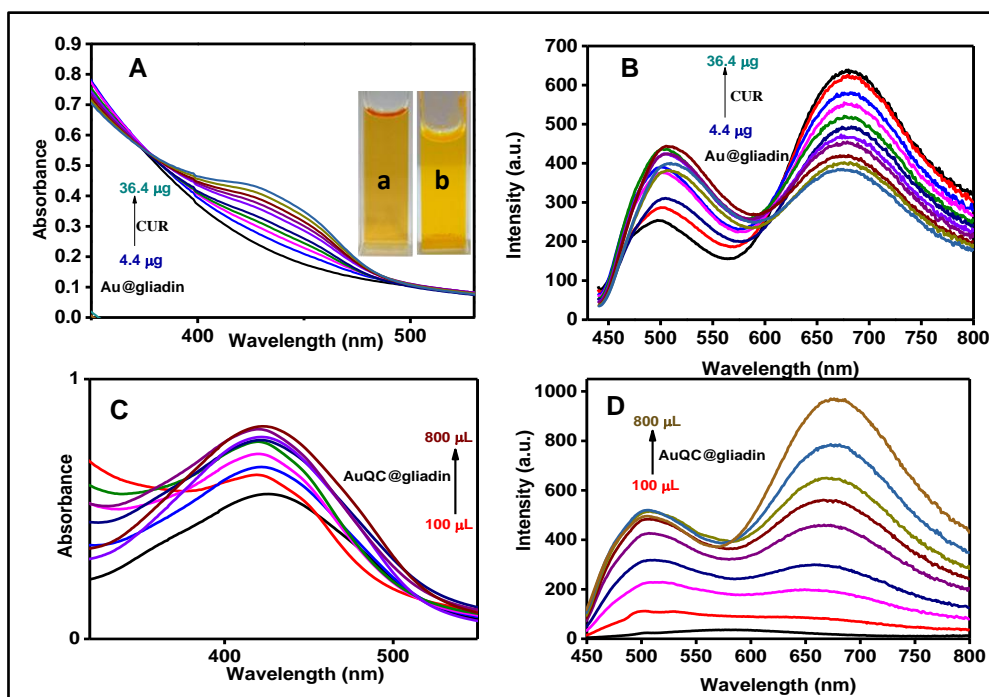 A
0.9
0.8
0.7
0.6
0.5
0.4
0.3
0.2
0.1
0.0
Absorbance
36.4 µg
CUR
4.4 µg
Au@gliadin
a
b
400
500
Wavelength (nm)
B
700
600
500
400
300
200
100
0
Intensity (a.u.)
36.4 µg
CUR
4.4 µg
Au@gliadin
450 500 550 600 650 700 750 800
Wavelength (nm)
C
1
0
Absorbance
800 µL
AuQC@gliadin
100 µL
400
500
Wavelength (nm)
D
1000
800
600
400
200
0
Intensity (a.u.)
800 µL
AuQC@gliadin
100 µL
450 500 550 600 650 700 750 800
Wavelength (nm)